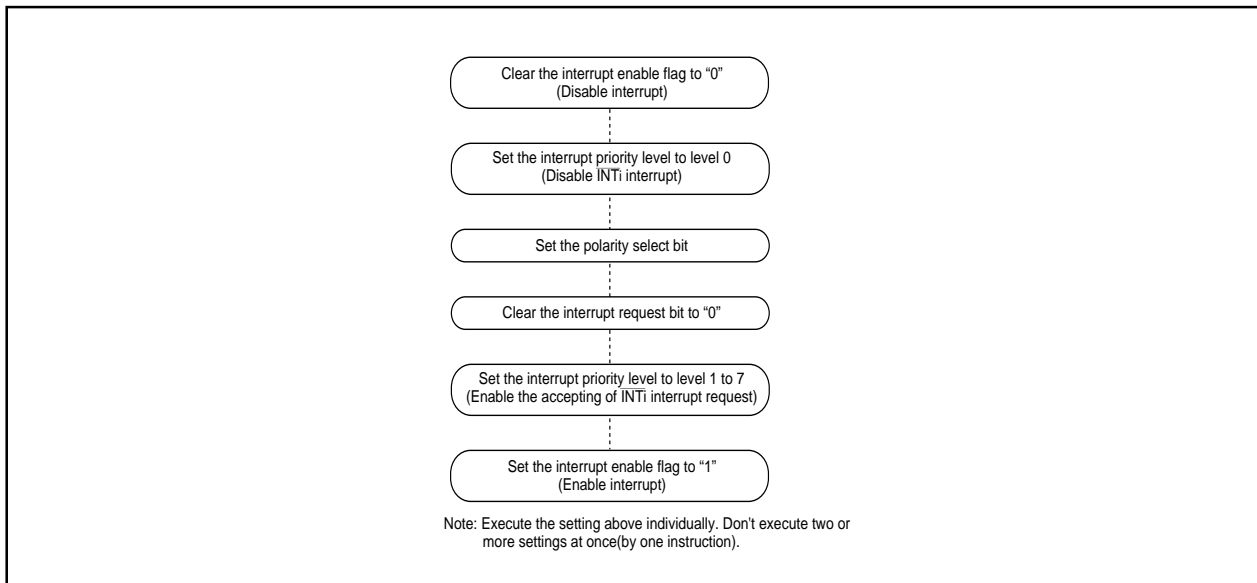 Clear the interrupt enable flag to “0”
(Disable interrupt)
Set the interrupt priority level to level 0
(Disable INTi interrupt)
Set the polarity select bit
Clear the interrupt request bit to “0”
Set the interrupt priority level to level 1 to 7
(Enable the accepting of INTi interrupt request)
Set the interrupt enable flag to “1”
(Enable interrupt)
Note: Execute the setting above individually. Don’t execute two or
more settings at once(by one instruction).